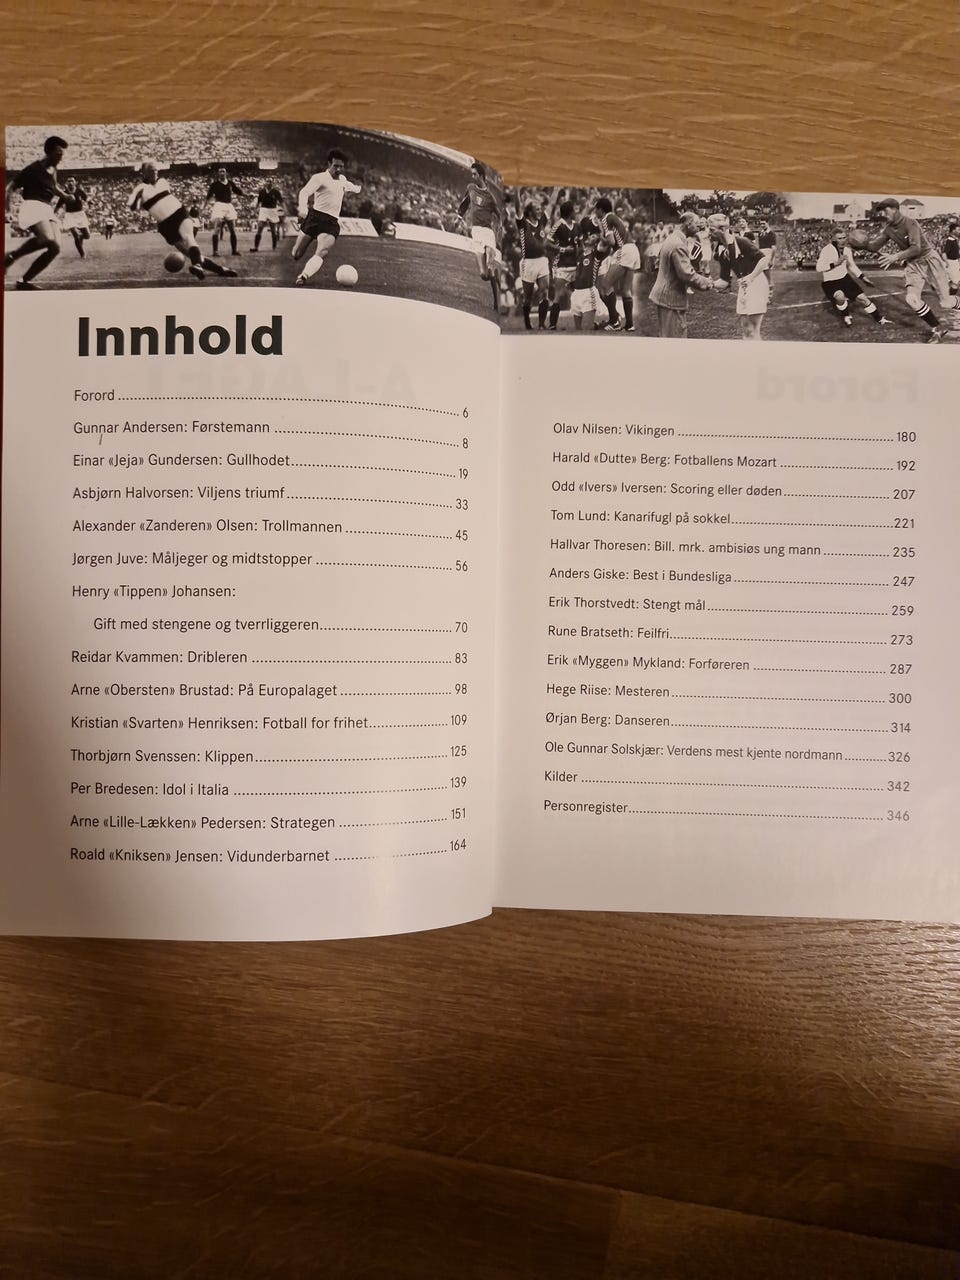 Innhold
Forord 6
Gunnar Andersen: Førstemann 8
Einar «Jeja» Gundersen: Gullhodet 19
Asbjørn Halvorsen: Viljens triumf 33
Alexander «Zanderen» Olsen: Trollmannen 45
Jørgen Juve: Måljeger og midtstopper 56
Henry «Tippen» Johansen:
Gift med stengene og tverrliggeren 70
Reidar Kvammen: Dribleren 83
Arne «Obersten» Brustad: På Europalaget 98
Kristian «Svarten» Henriksen: Fotball for frihet 109
Thorbjørn Svenssen: Klippen 125
Per Bredesen: Idol i Italia 139
Arne «Lille-Lækken» Pedersen: Strategen 151
Roald «Kniksen» Jensen: Vidunderbarnet 164
Olav Nilsen: Vikingen 180
Harald «Dutte» Berg: Fotballens Mozart 192
Odd «Ivers» Iversen: Scoring eller døden 207
Tom Lund: Kanarifugl på sokkel 221
Hallvar Thoresen: Bill. mrk. ambisiøs ung mann 235
Anders Giske: Best i Bundesliga 247
Erik Thorstvedt: Stengt mål 259
Rune Bratseth: Feilfri 273
Erik «Myggen» Mykland: Forføreren 287
Hege Riise: Mesteren 300
Ørjan Berg: Danseren 314
Ole Gunnar Solskjær: Verdens mest kjente nordmann 326
Kilder 342
Personregister 346